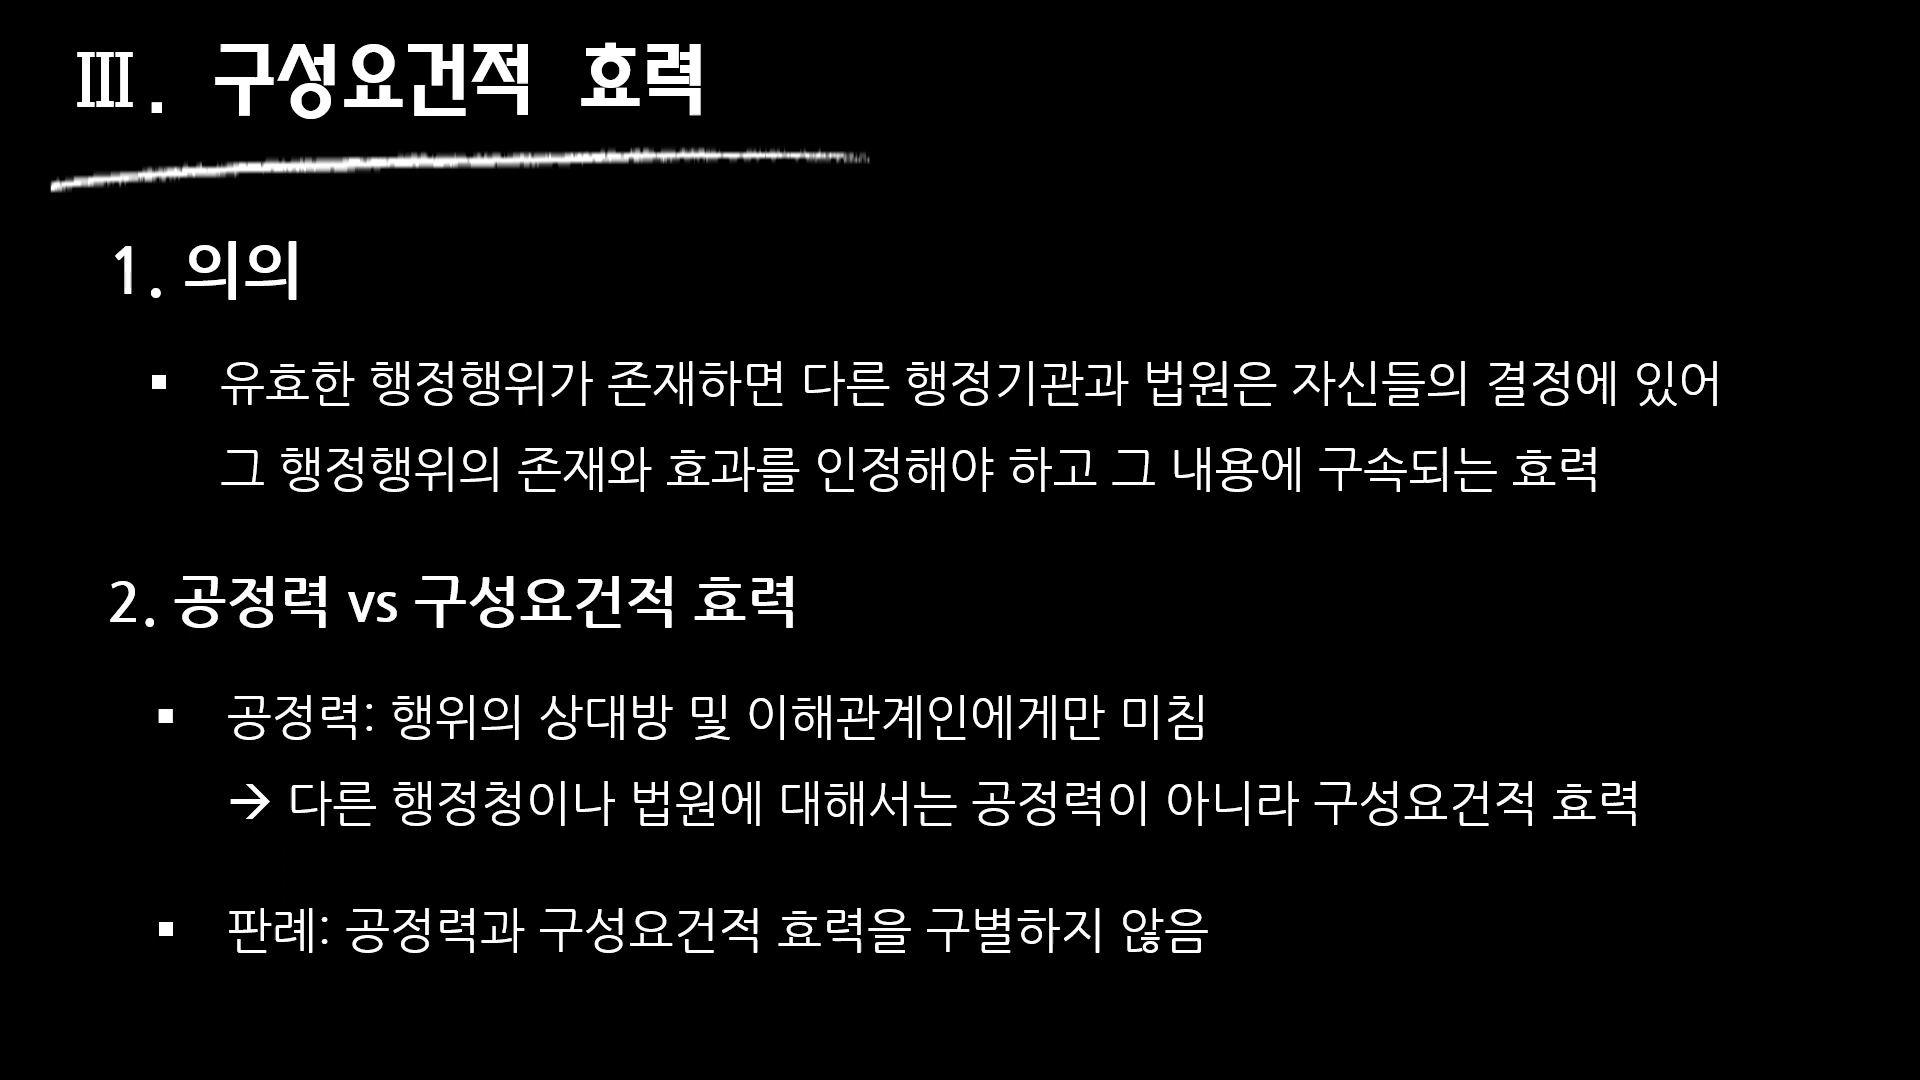 Ⅲ. 구성요건적 효력
1. 의의
▪ 유효한 행정행위가 존재하면 다른 행정기관과 법원은 자신들의 결정에 있어
그 행정행위의 존재와 효과를 인정해야 하고 그 내용에 구속되는 효력
2. 공정력 vs 구성요건적 효력
▪ 공정력: 행위의 상대방 및 이해관계인에게만 미침
→ 다른 행정청이나 법원에 대해서는 공정력이 아니라 구성요건적 효력
▪ 판례: 공정력과 구성요건적 효력을 구별하지 않음